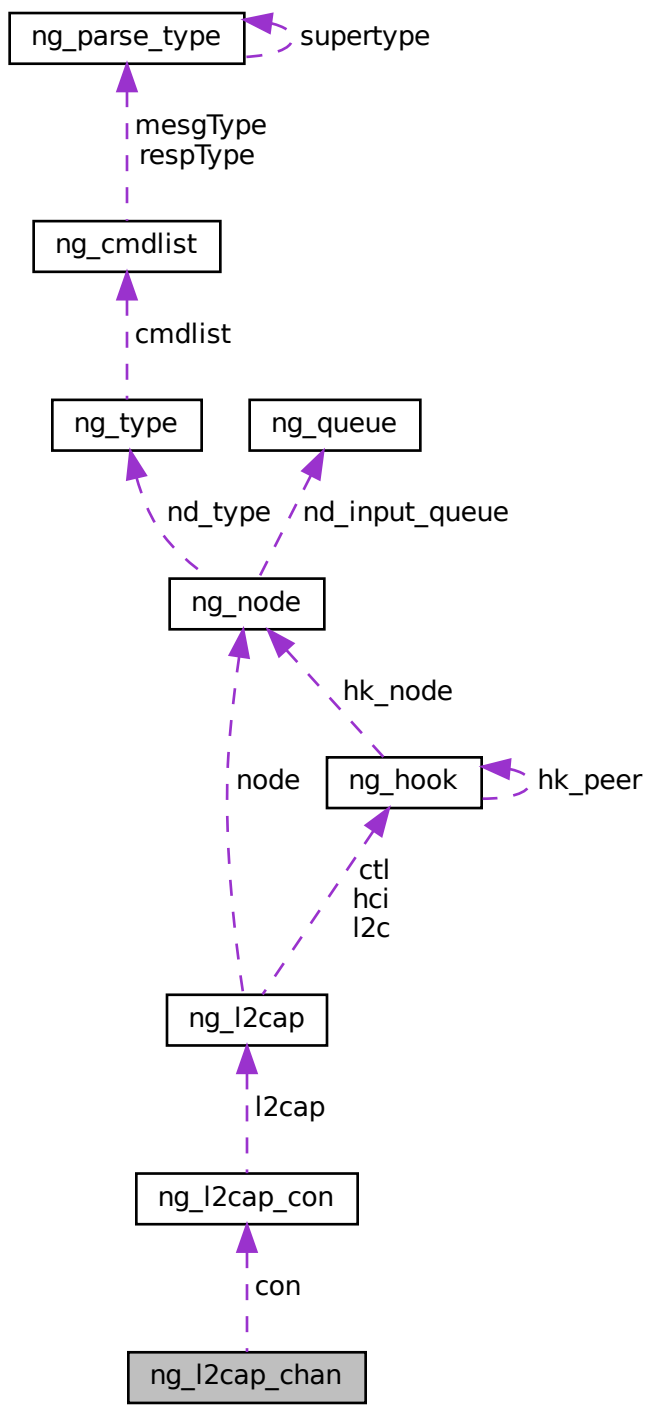 ng_parse_type
supertype
mesgType
respType
ng_cmdlist
cmdlist
ng_type
ng_queue
nd_type
nd_input_queue
ng_node
hk_node
node
ng_hook
hk_peer
ctl
hci
l2c
ng_l2cap
l2cap
ng_l2cap_con
con
ng_l2cap_chan